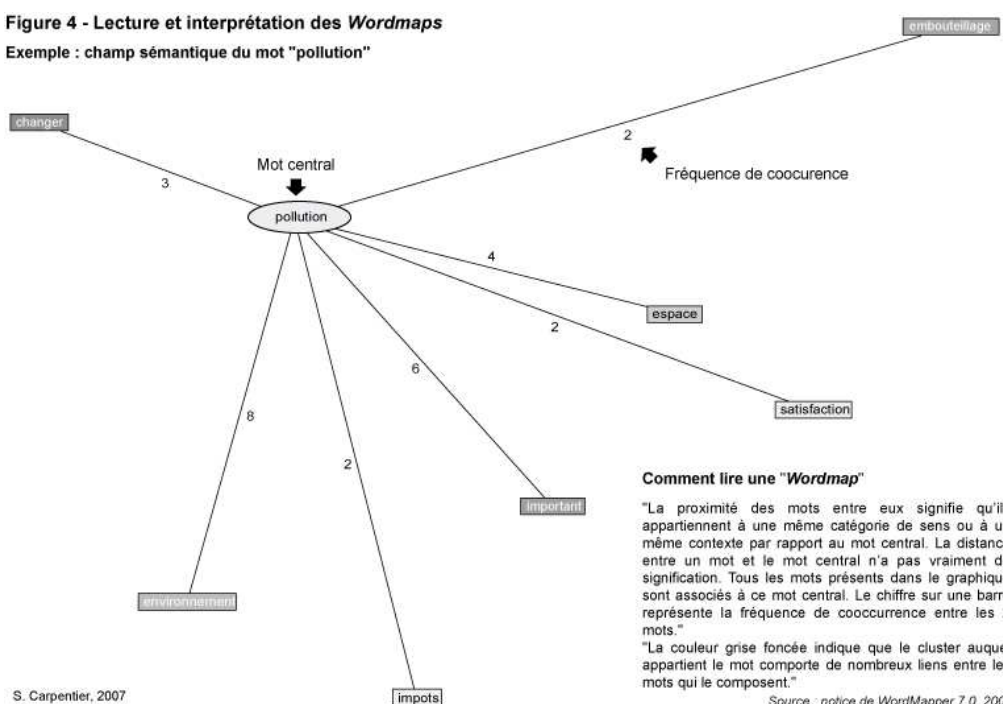 Figure 4 - Lecture et interprétation des Wordmaps
Exemple : champ sémantique du mot "pollution"
embouteillage
changer
2
Mot central
Fréquence de coocurence
3
pollution
4
espace
2
6
satisfaction
8
2
Comment lire une "Wordmap"
important
"La proximité des mots entre eux signifie qu'il
appartiennent à une même catégorie de sens ou à u
même contexte par rapport au mot central. La distanc
entre un mot et le mot central n'a pas vraiment d
signification. Tous les mots présents dans le graphiqu
sont associés à ce mot central. Le chiffre sur une barr
représente la fréquence de cooccurrence entre les
mots."
environnement
"La couleur grise foncée indique que le cluster auque
appartient le mot comporte de nombreux liens entre le
mots qui le composent."
S. Carpentier, 2007
impots
Source : notice de WordMapper 7.0, 200